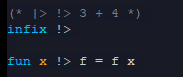 (* |> !> 3 + 4 *)
infix !>
fun x !> f = f x